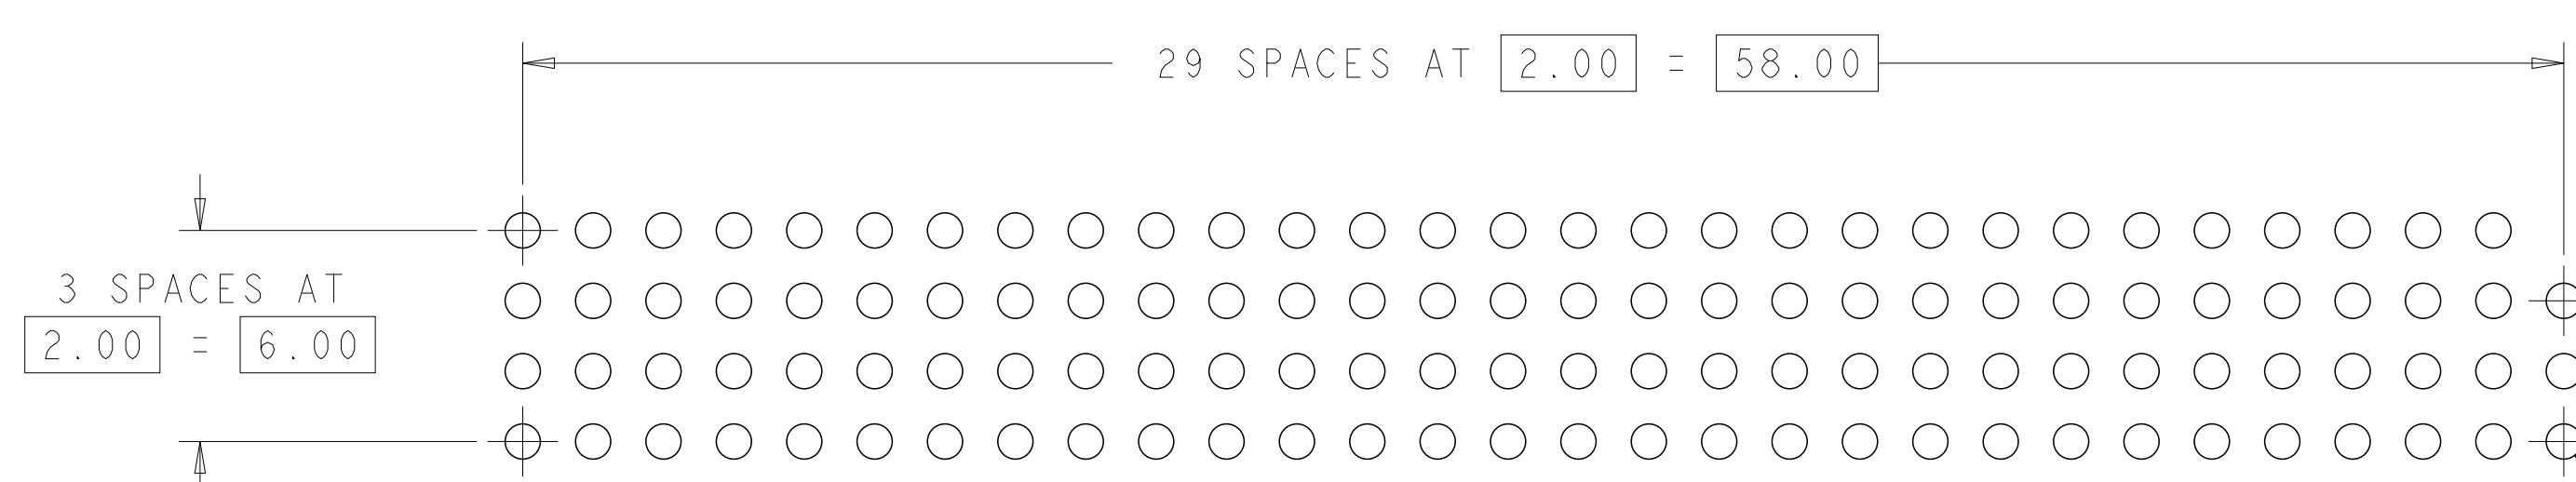 29 SPACES AT 2.00 = 58.00
3 SPACES AT
2.00 = 6.00